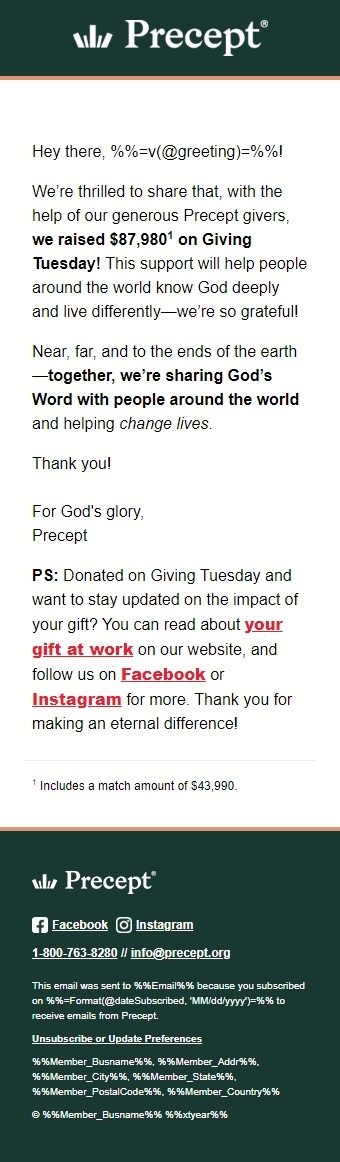 Precept®
Hey there, %%=v(@greeting)=%%!
We’re thrilled to share that, with the
help of our generous Precept givers,
we raised $87,980¹ on Giving
Tuesday! This support will help people
around the world know God deeply
and live differently—we’re so grateful!
Near, far, and to the ends of the earth
—together, we’re sharing God’s
Word with people around the world
and helping change lives.
Thank you!
For God's glory,
Precept
PS: Donated on Giving Tuesday and
want to stay updated on the impact of
your gift? You can read about your
gift at work on our website, and
follow us on Facebook or
Instagram for more. Thank you for
making an eternal difference!
¹ Includes a match amount of $43,990.
Precept®
Facebook Instagram
1-800-763-8280 // info@precept.org
This email was sent to %%Email%% because you subscribed
on %%=Format(@dateSubscribed, 'MM/dd/yyyy')=%% to
receive emails from Precept.
Unsubscribe or Update Preferences
%%Member_Busname%%, %%Member_Addr%%,
%%Member_City%%, %%Member_State%%,
%%Member_PostalCode%%, %%Member_Country%%
© %%Member_Busname%% %%xtyear%%